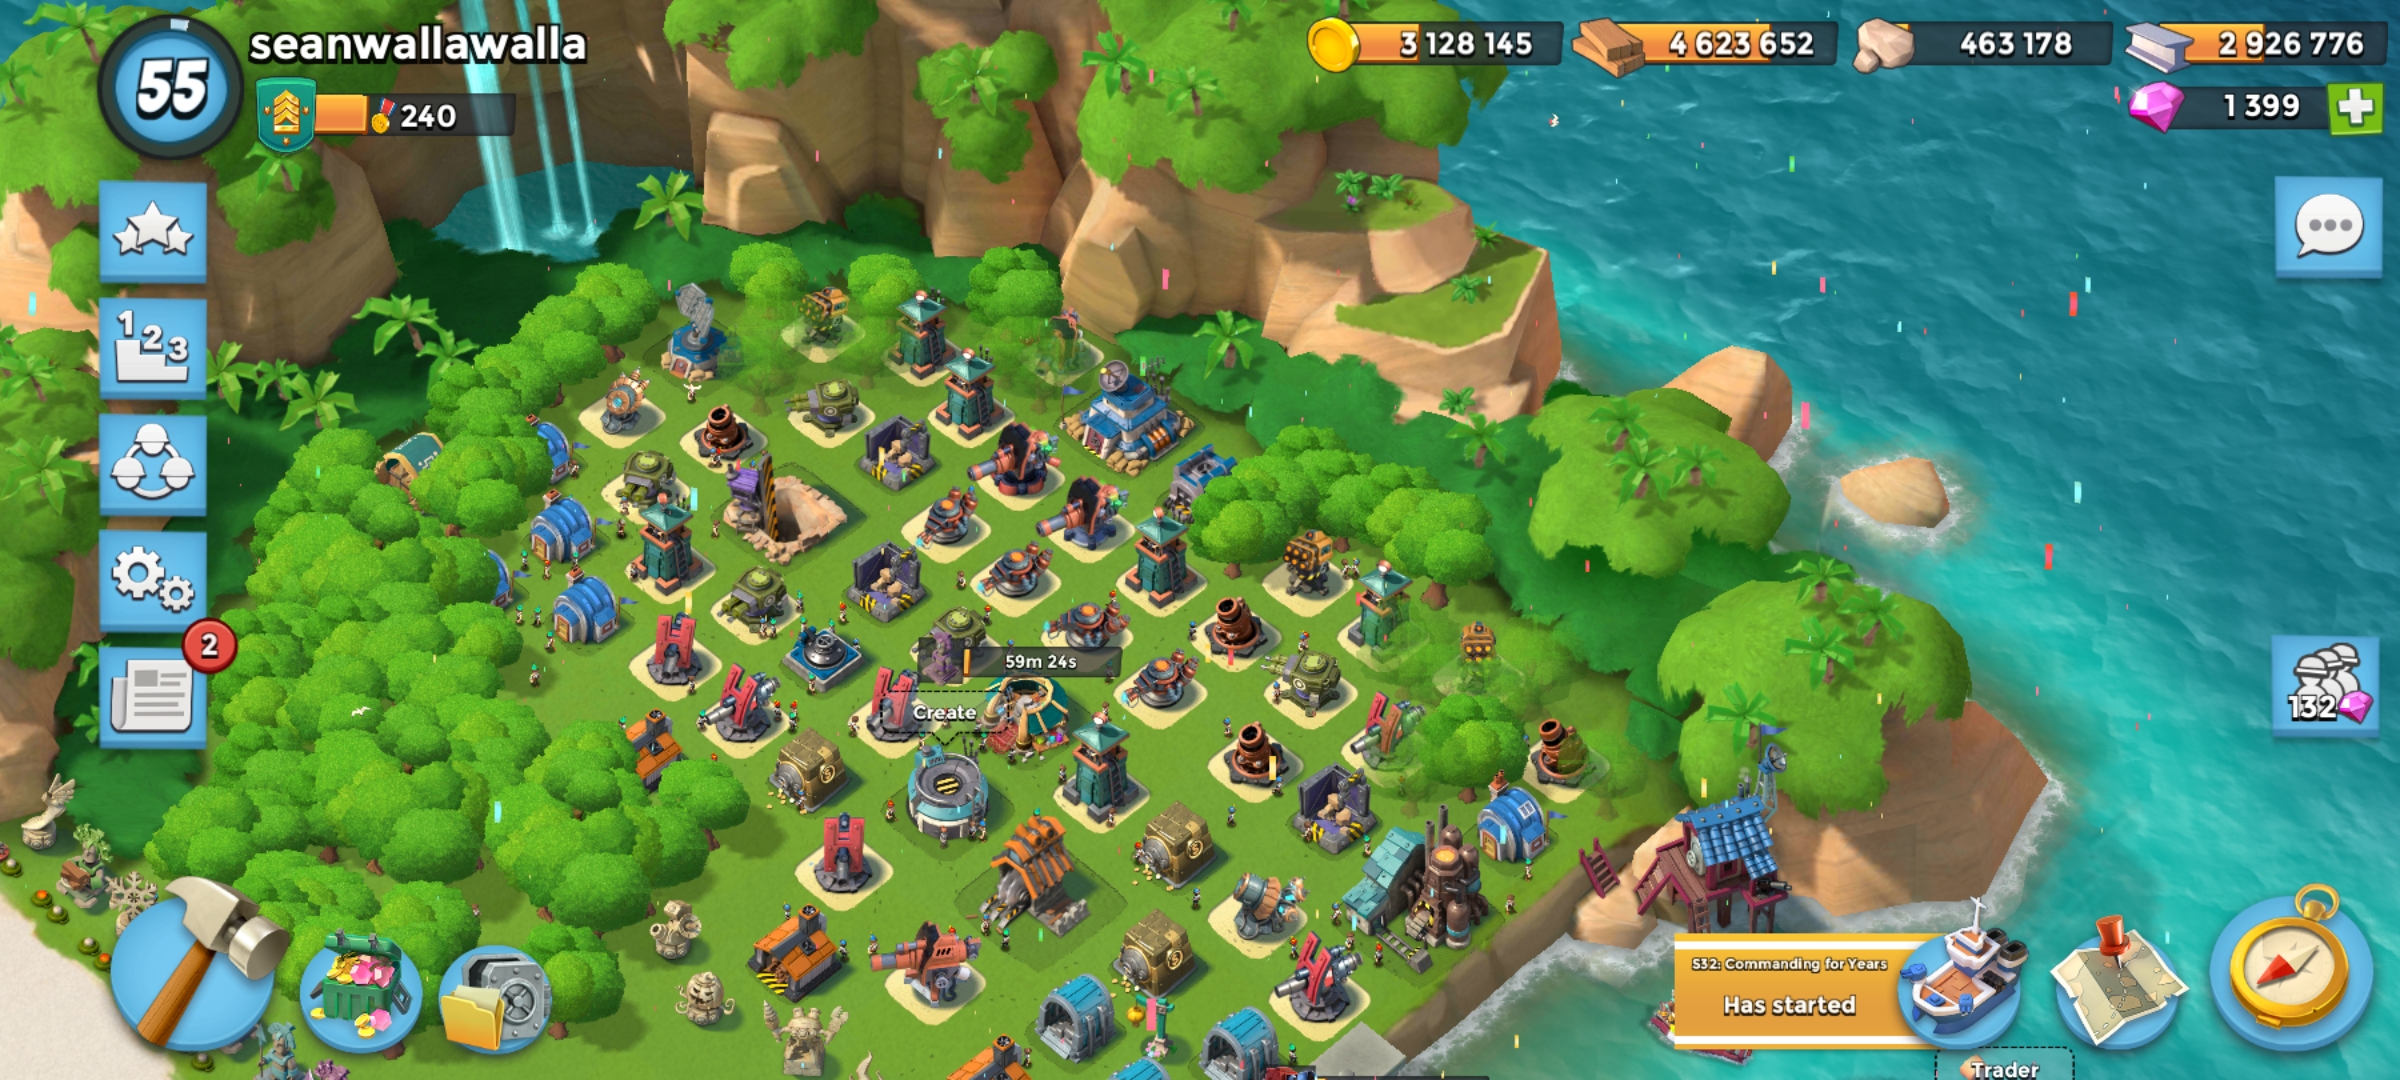 55
seanwallawalla
240
3 128 145
4 623 652
463 178
2 926 776
1 399
123
2
59m 24s
Create
132
S32: Commanding for Years
Has started
Trader